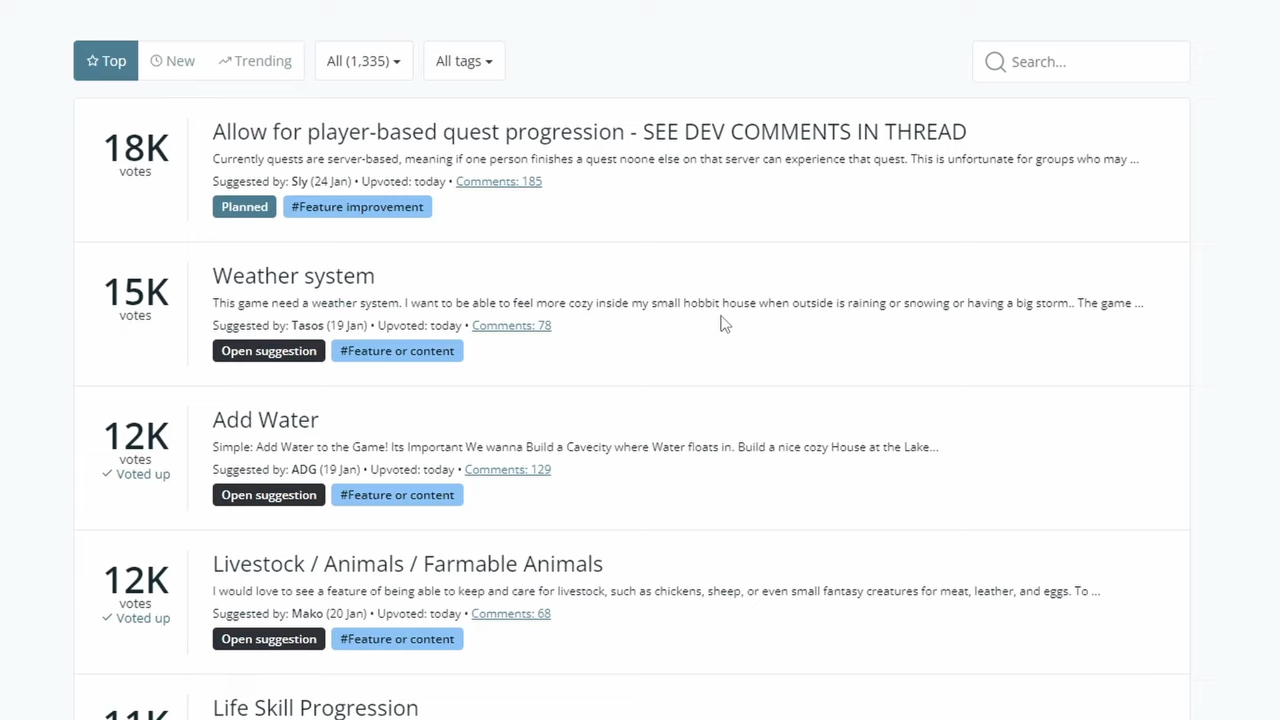 Top New Trending All (1,335) All tags Search...
18K
votes
Allow for player-based quest progression - SEE DEV COMMENTS IN THREAD
Currently quests are server-based, meaning if one person finishes a quest noone else on that server can experience that quest. This is unfortunate for groups who may ...
Suggested by: Sly (24 Jan) • Upvoted: today • Comments: 185
Planned #Feature improvement
15K
votes
Weather system
This game need a weather system. I want to be able to feel more cozy inside my small hobbit house when outside is raining or snowing or having a big storm.. The game ...
Suggested by: Tasos (19 Jan) • Upvoted: today • Comments: 78
Open suggestion #Feature or content
12K
votes
✓ Voted up
Add Water
Simple: Add Water to the Game! Its Important We wanna Build a Cavecity where Water floats in. Build a nice cozy House at the Lake...
Suggested by: ADG (19 Jan) • Upvoted: today • Comments: 129
Open suggestion #Feature or content
12K
votes
✓ Voted up
Livestock / Animals / Farmable Animals
I would love to see a feature of being able to keep and care for livestock, such as chickens, sheep, or even small fantasy creatures for meat, leather, and eggs. To ...
Suggested by: Mako (20 Jan) • Upvoted: today • Comments: 68
Open suggestion #Feature or content
11K
Life Skill Progression